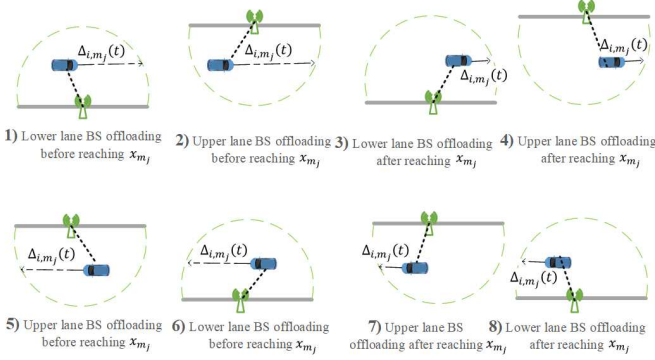 Δ_{i,m_j}(t)
Δ_{i,m_j}(t)
Δ_{i,m_j}(t)
Δ_{i,m_j}(t)
1) Lower lane BS offloading
before reaching x_{m_j}
2) Upper lane BS offloading
before reaching x_{m_j}
3) Lower lane BS offloading
after reaching x_{m_j}
4) Upper lane BS offloading
after reaching x_{m_j}
Δ_{i,m_j}(t)
Δ_{i,m_j}(t)
Δ_{i,m_j}(t)
Δ_{i,m_j}(t)
5) Upper lane BS offloading
before reaching x_{m_j}
6) Lower lane BS offloading
before reaching x_{m_j}
7) Upper lane BS
offloading after reaching x_{m_j}
8) Lower lane BS offloading
after reaching x_{m_j}